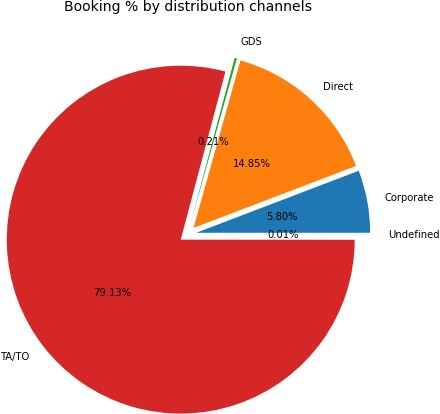 Booking % by distribution channels
GDS
Direct
0.21%
14.85%
Corporate
5.80%
0.01%
Undefined
79.13%
TA/TO